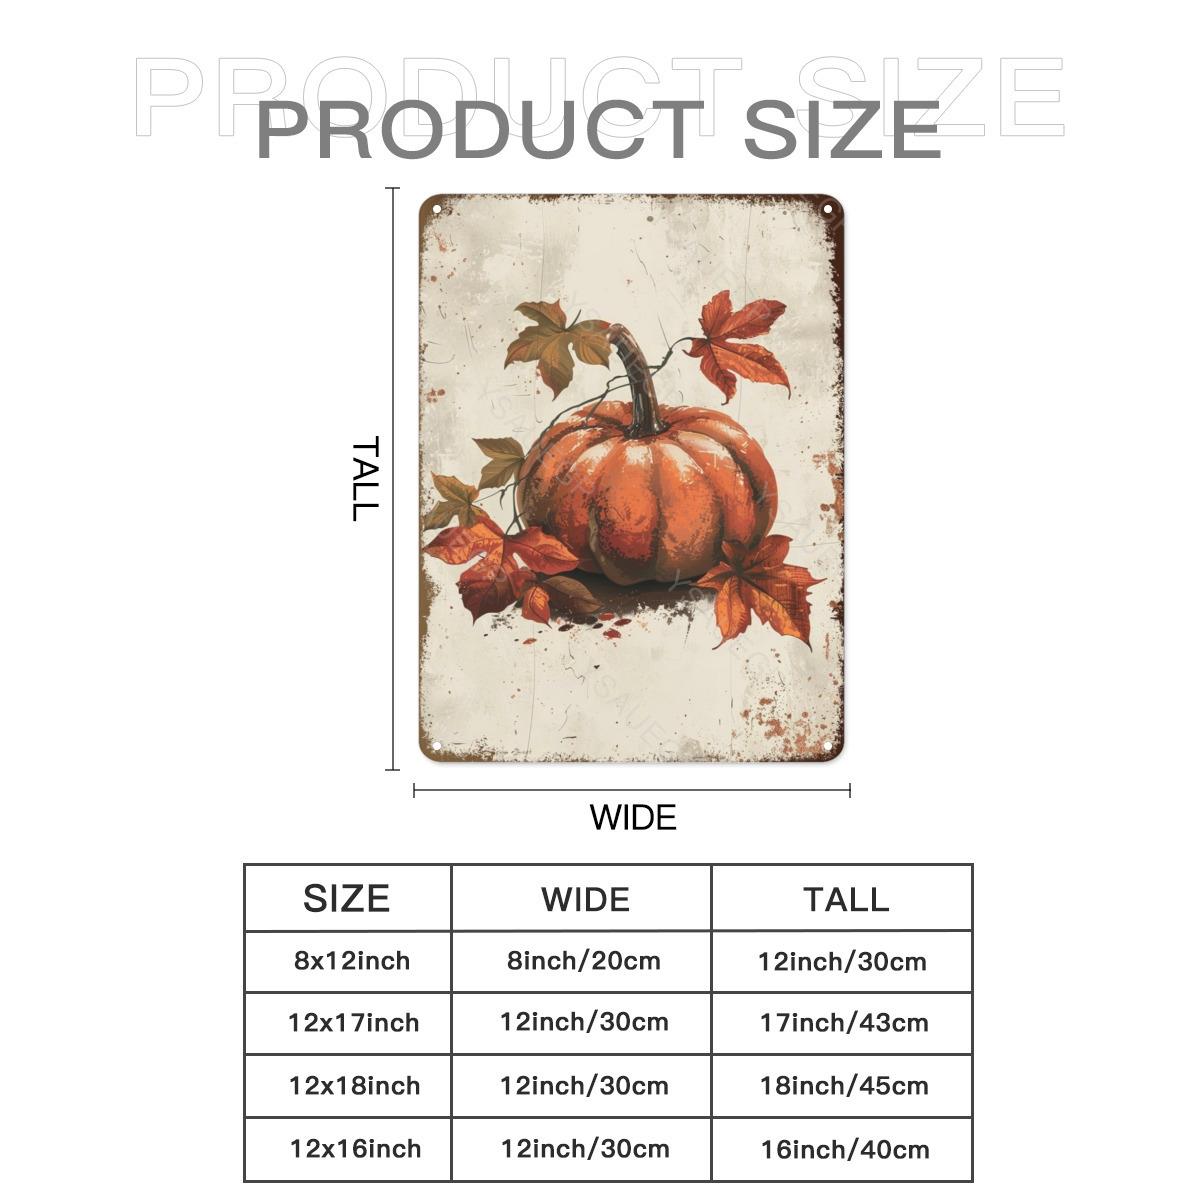 PRODUCT SIZE
PRODUCT SIZE
TALL
WIDE
SIZE WIDE TALL
8x12inch 8inch/20cm 12inch/30cm
12x17inch 12inch/30cm 17inch/43cm
12x18inch 12inch/30cm 18inch/45cm
12x16inch 12inch/30cm 16inch/40cm